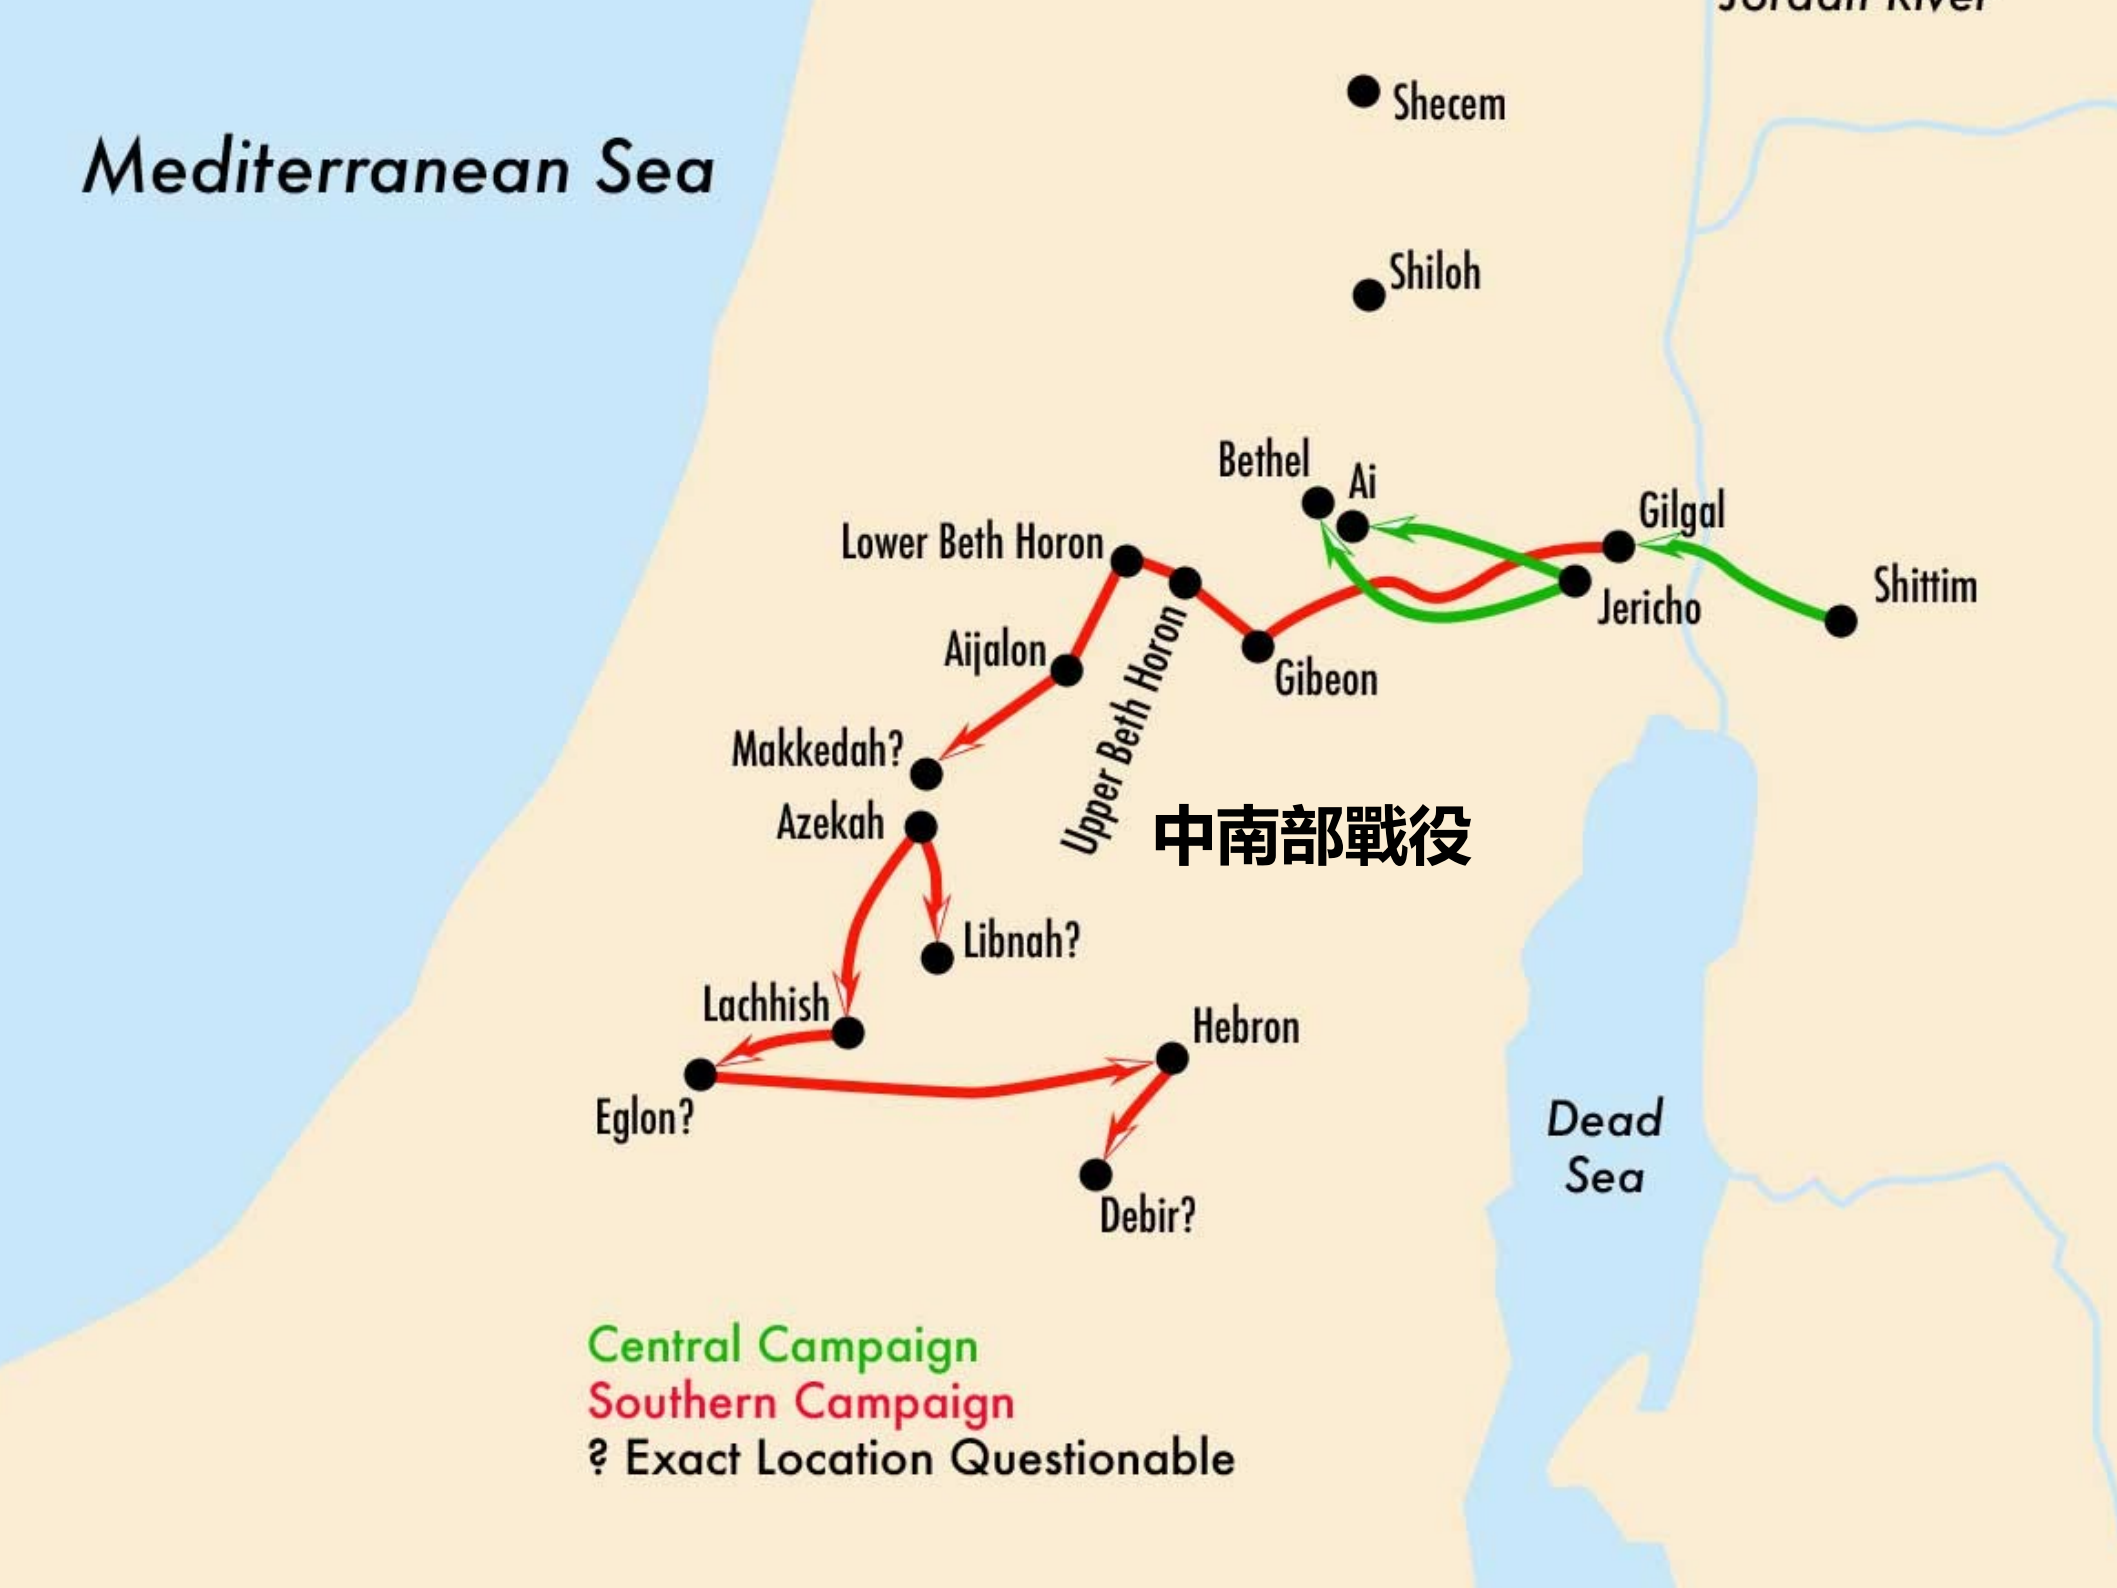 Jordan River
Mediterranean Sea
Shecem
Shiloh
Bethel
Ai
Gilgal
Lower Beth Horon
Shittim
Jericho
Aijalon
Gibeon
Upper Beth Horon
Makkedah?
Azekah
中南部戰役
Libnah?
Lachhish
Hebron
Eglon?
Dead
Sea
Debir?
Central Campaign
Southern Campaign
? Exact Location Questionable